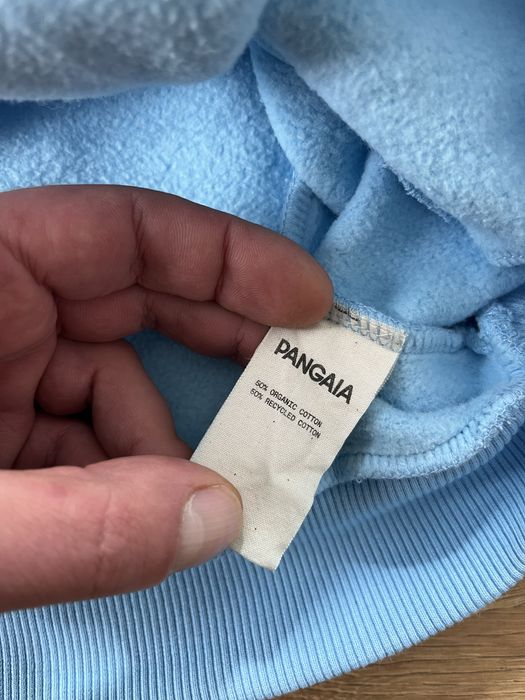 PANGAIA
50% ORGANIC COTTON
50% RECYCLED COTTON